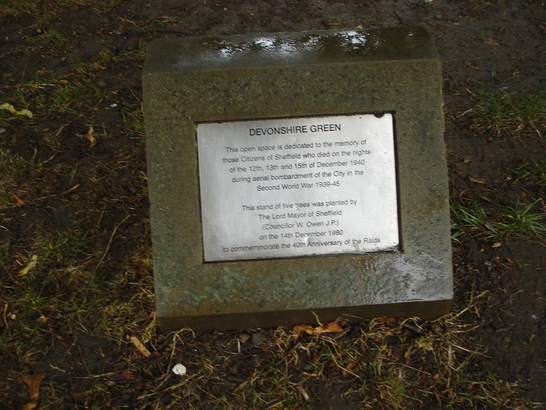 DEVONSHIRE GREEN
This open space is dedicated to the memory of
those Citizens of Sheffield who died on the nights
of the 12th, 13th and 15th of December 1940
during aerial bombardment of the City in the
Second World War 1939-45
This stand of five trees was planted by
The Lord Mayor of Sheffield
(Councillor W. Owen J.P.)
on the 14th December 1980
to commemorate the 40th Anniversary of the Raids